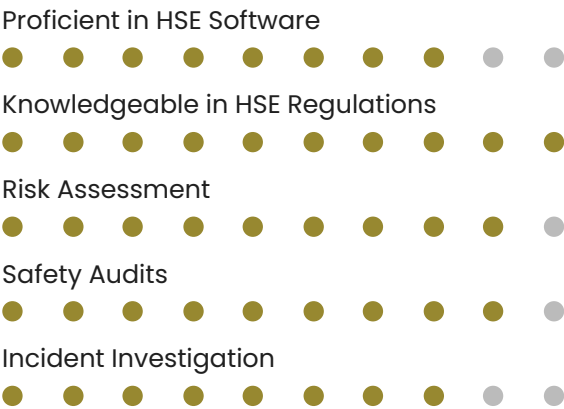 Proficient in HSE Software
Knowledgeable in HSE Regulations
Risk Assessment
Safety Audits
Incident Investigation